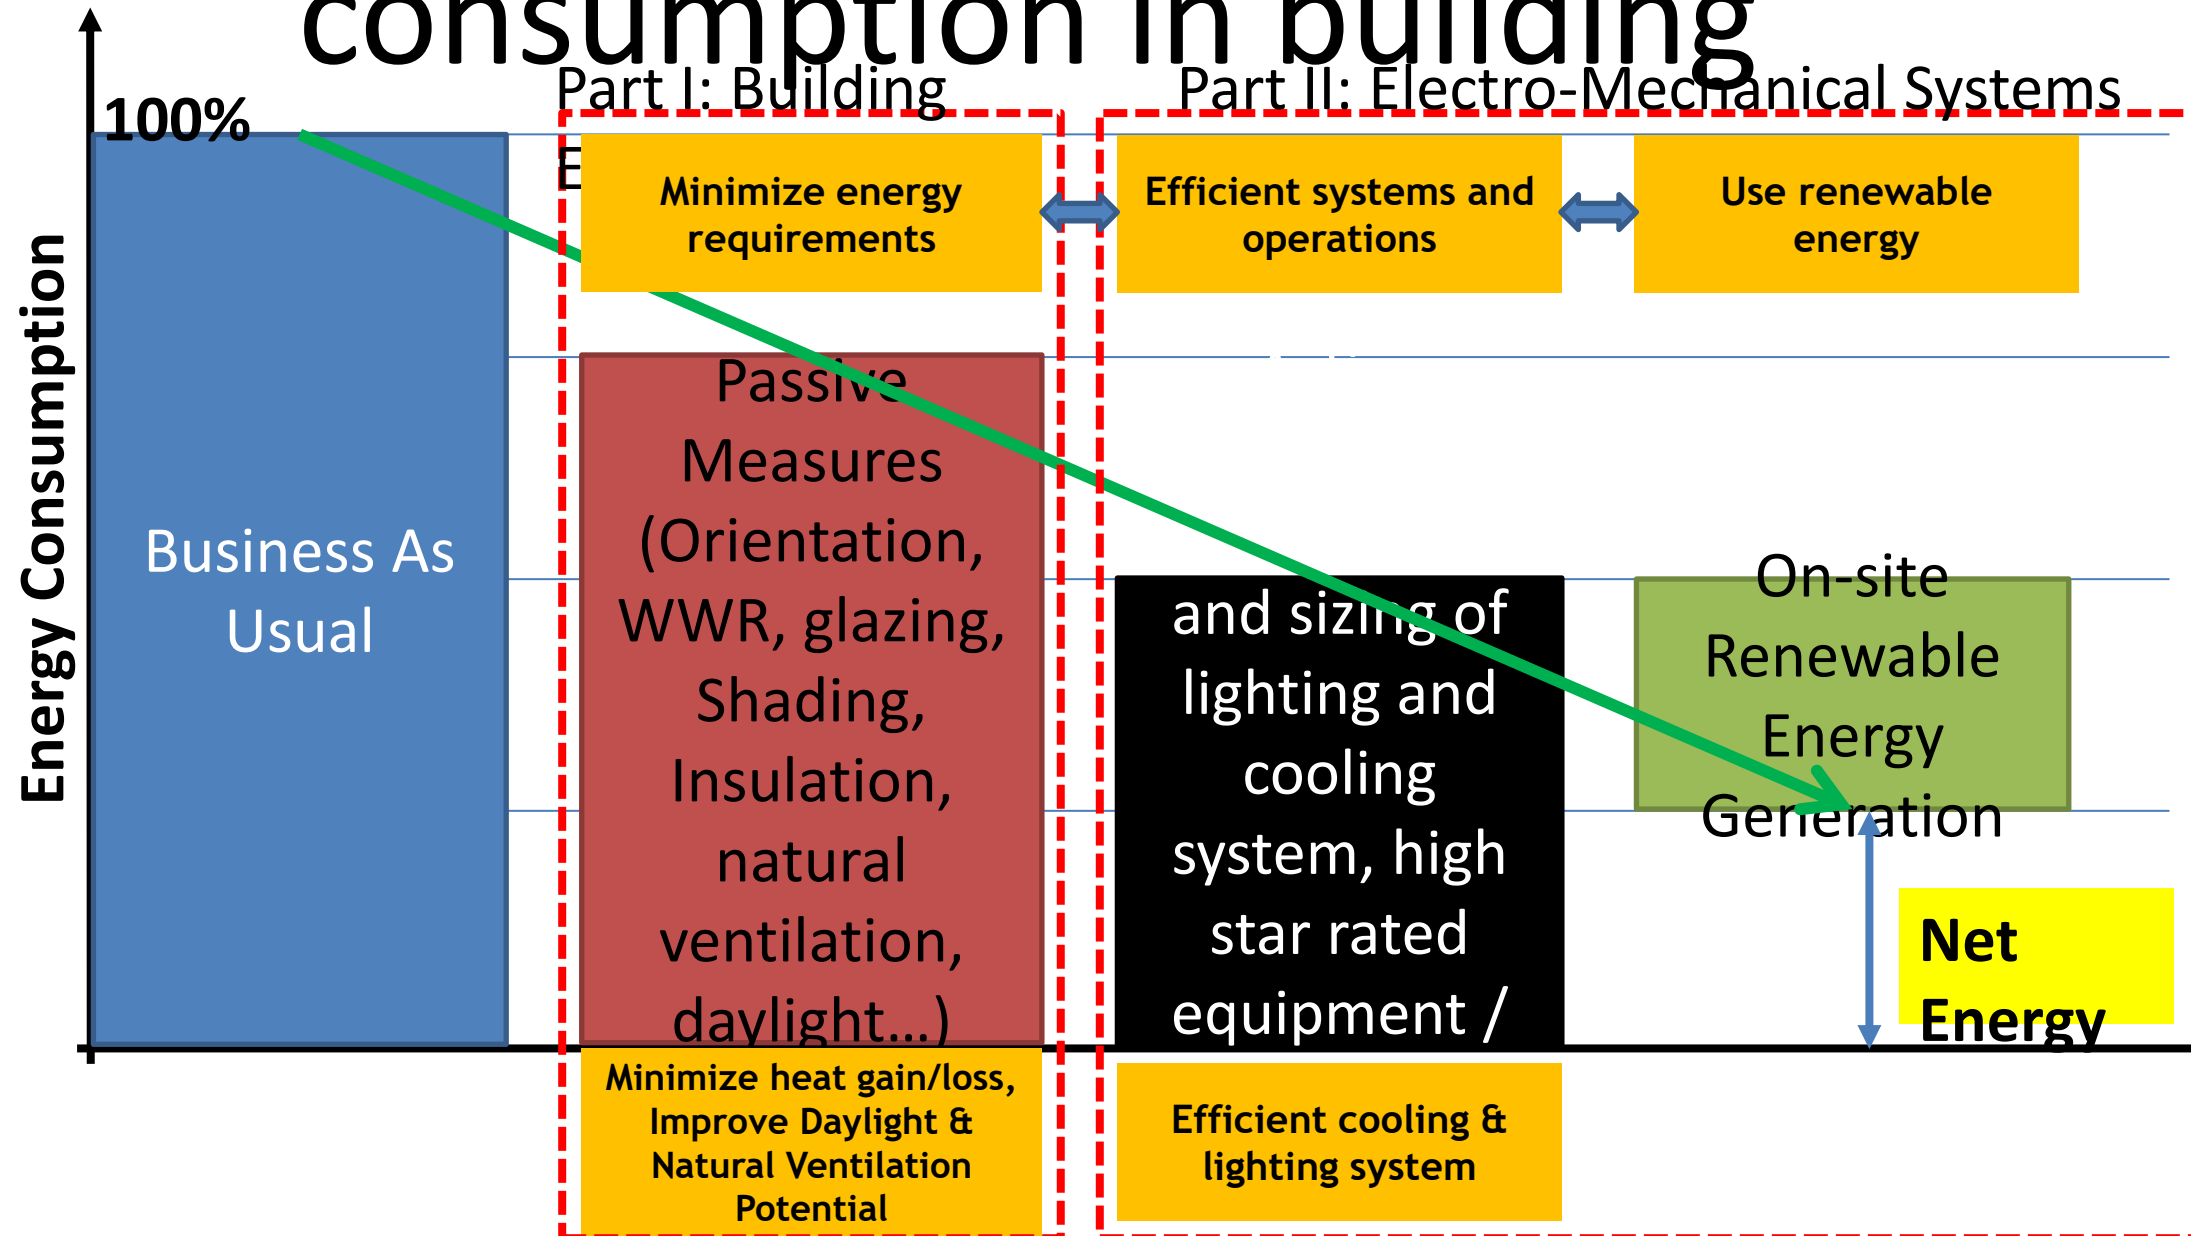 consumption in building
Part I: Building
Part II: Electro-Mechanical Systems
100%
E
Minimize energy
requirements
Efficient systems and
operations
Use renewable
energy
Energy Consumption
Business As
Usual
Passive
Measures
(Orientation,
WWR, glazing,
Shading,
Insulation,
natural
ventilation,
daylight...)
and sizing of
lighting and
cooling
system, high
star rated
equipment /
On-site
Renewable
Energy
Generation
Net
Energy
Minimize heat gain/loss,
Improve Daylight &
Natural Ventilation
Potential
Efficient cooling &
lighting system